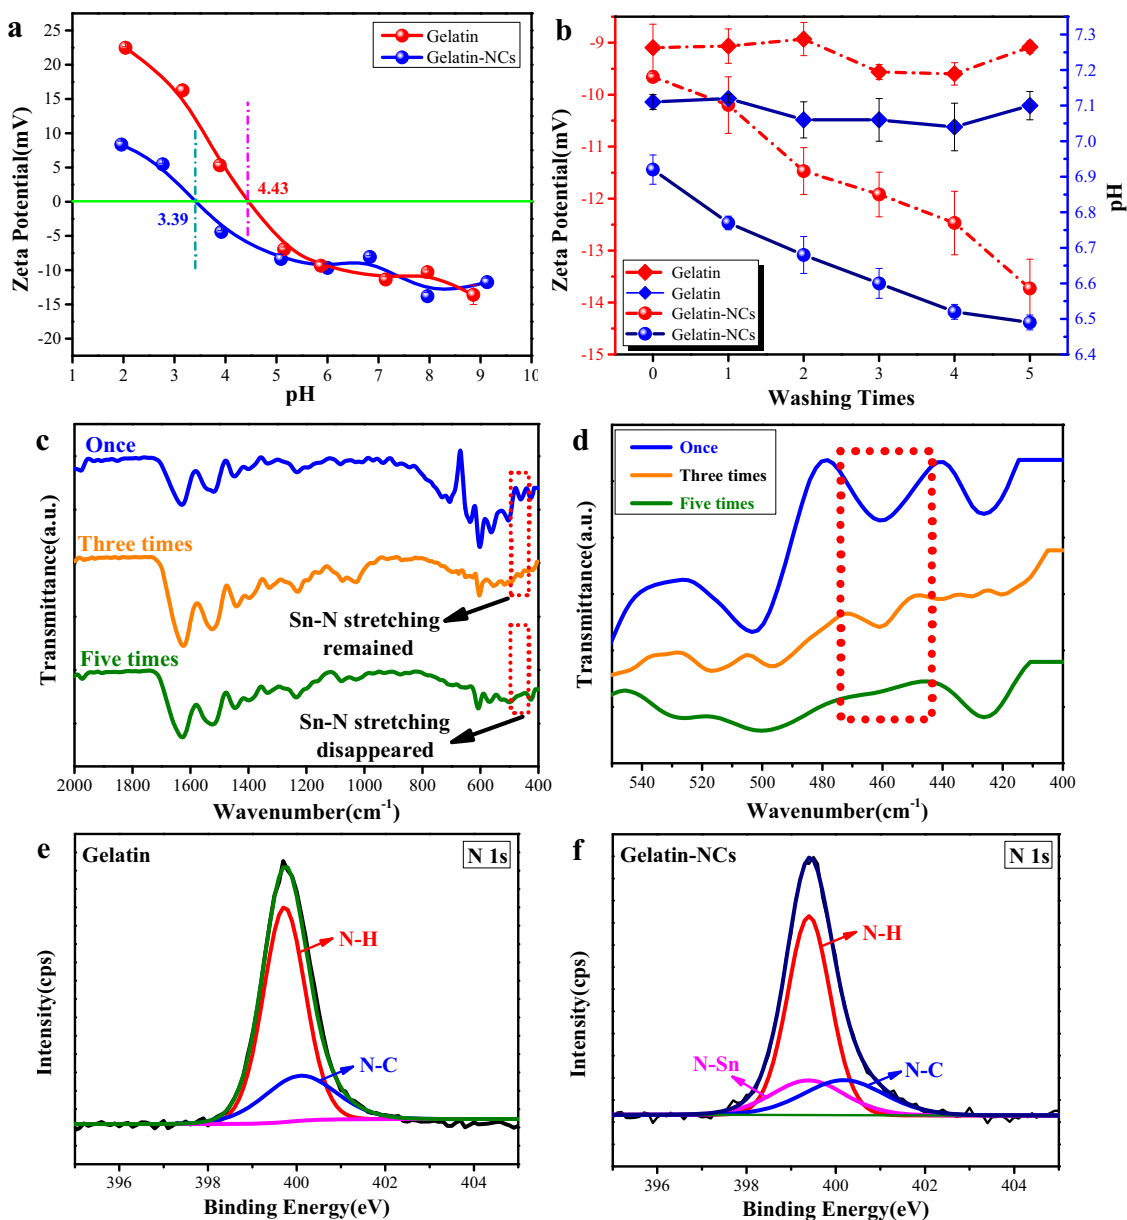 a
Gelatin
Gelatin-NCs
4.43
3.39
Zeta Potential(mV)
25
20
15
10
5
0
-5
-10
-15
-20
1 2 3 4 5 6 7 8 9 10
pH
b
Zeta Potential(mV)
-9
-10
-11
-12
-13
-14
-15
Gelatin
Gelatin
Gelatin-NCs
Gelatin-NCs
7.3
7.2
7.1
7.0
6.9
6.8
6.7
6.6
6.5
6.4
pH
0 1 2 3 4 5
Washing Times
c
Once
Three times
Sn-N stretching
remained
Five times
Sn-N stretching
disappeared
Transmittance(a.u.)
2000 1800 1600 1400 1200 1000 800 600 400
Wavenumber(cm-1)
d
Once
Three times
Five times
Transmittance(a.u.)
540 520 500 480 460 440 420 400
Wavenumber(cm-1)
e
Gelatin
N 1s
N-H
N-C
Intensity(cps)
396 398 400 402 404
Binding Energy(eV)
f
Gelatin-NCs
N 1s
N-H
N-Sn
N-C
Intensity(cps)
396 398 400 402 404
Binding Energy(eV)